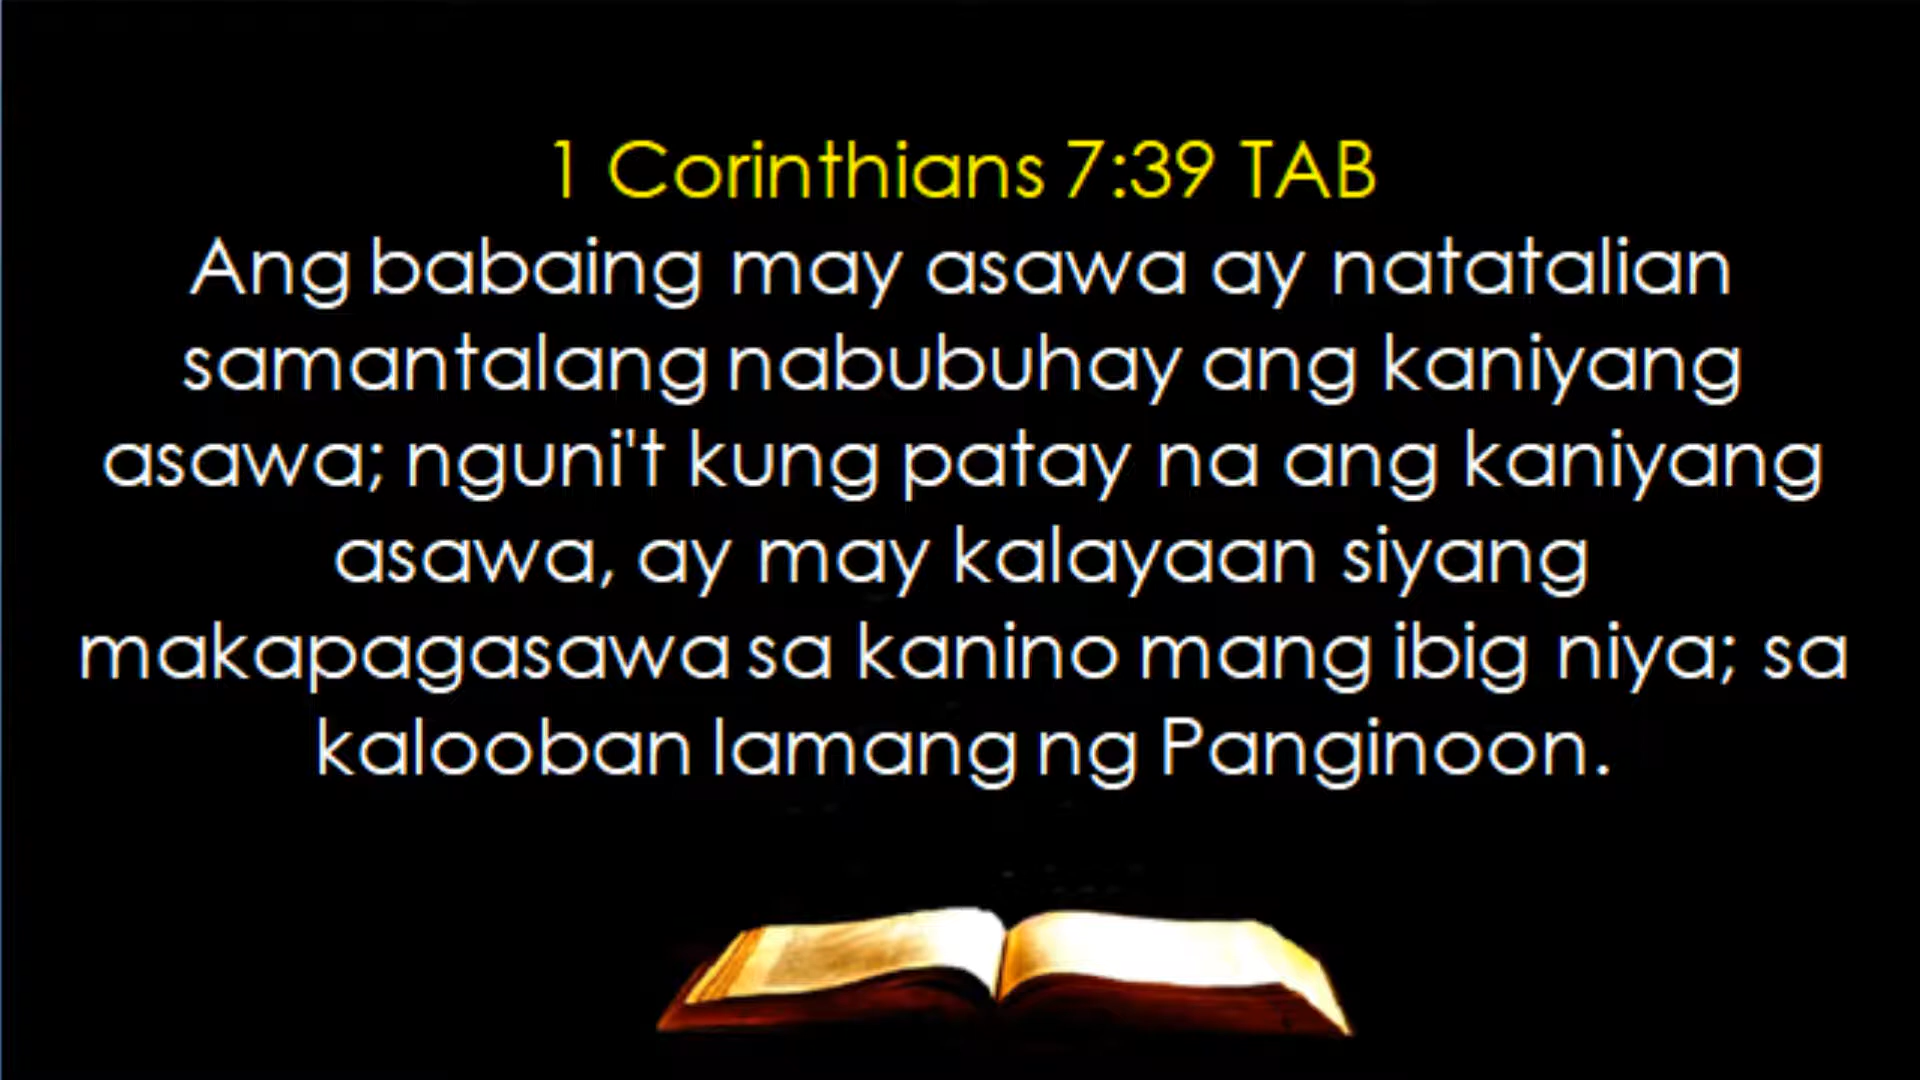 1 Corinthians 7:39 TAB
Ang babaing may asawa ay natatalian
samantalang nabubuhay ang kaniyang
asawa; nguni't kung patay na ang kaniyang
asawa, ay may kalayaan siyang
makapagasawa sa kanino mang ibig niya; sa
kalooban lamang ng Panginoon.